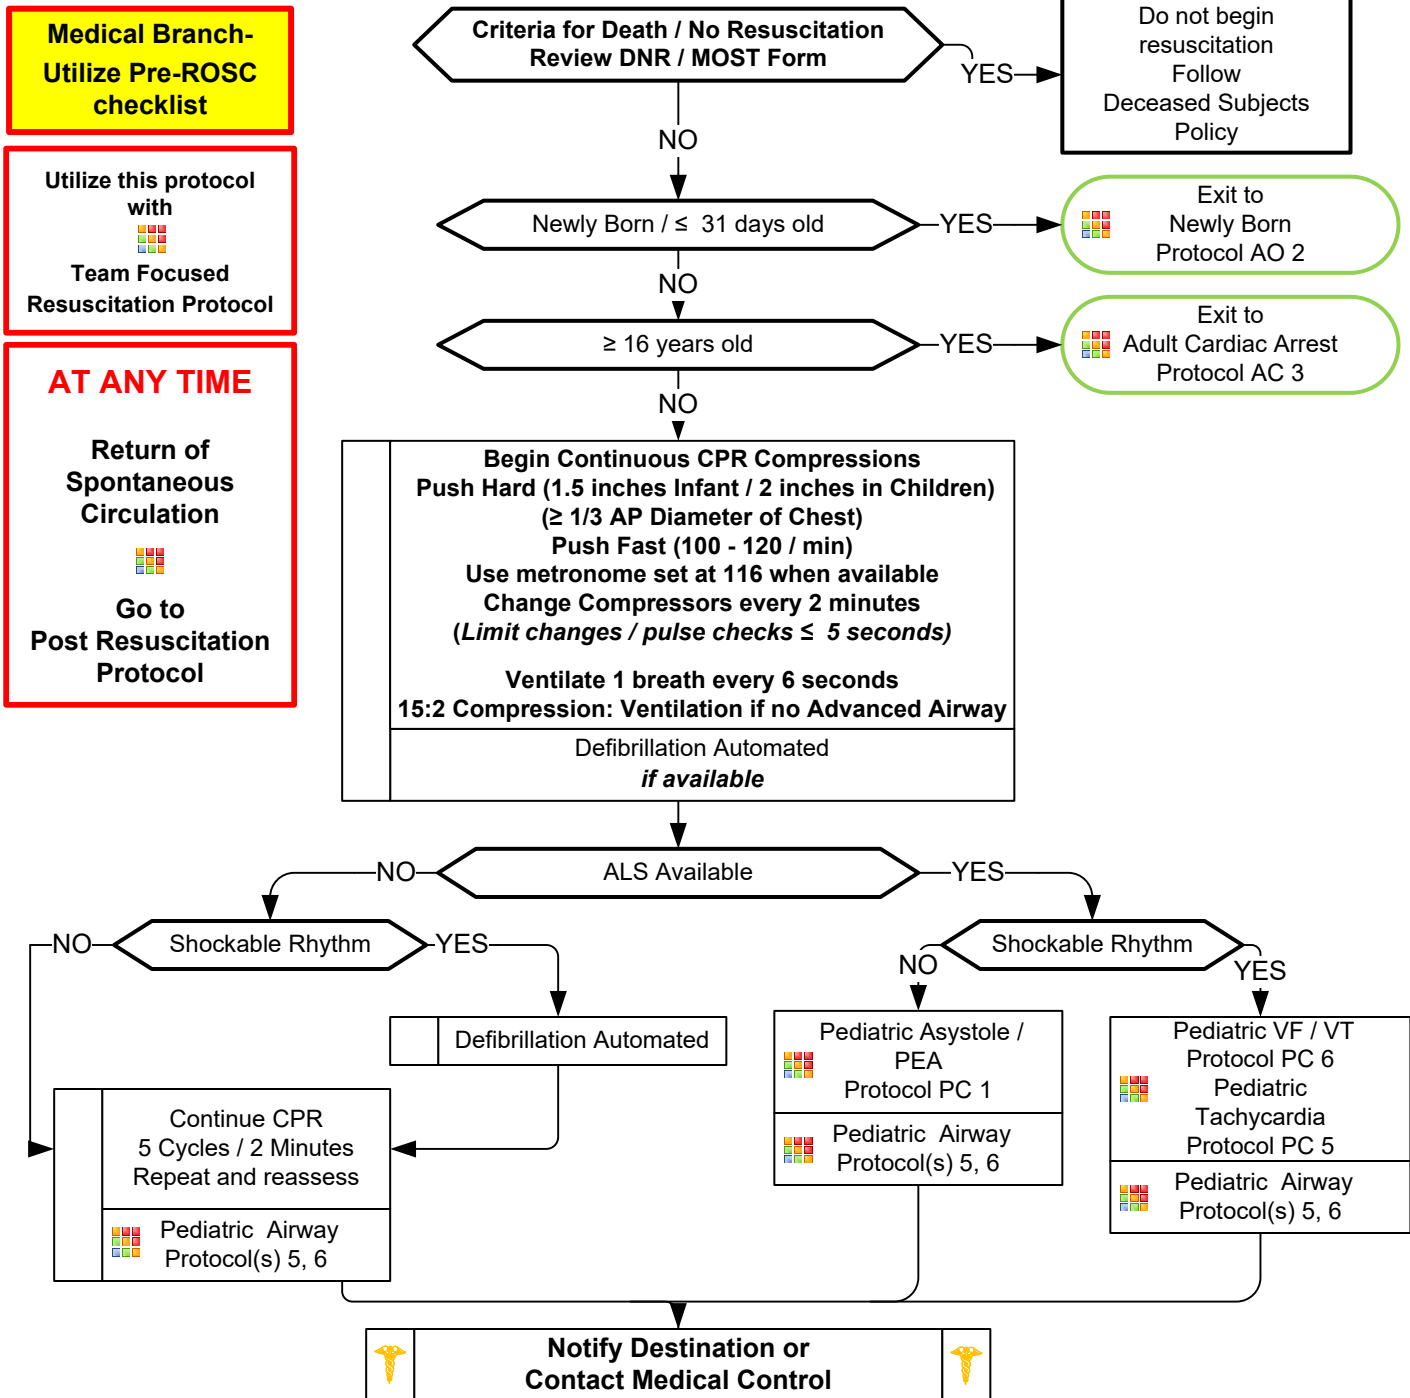 Medical Branch-
Utilize Pre-ROSC
checklist
Utilize this protocol
with
Team Focused
Resuscitation Protocol
AT ANY TIME
Return of
Spontaneous
Circulation
Go to
Post Resuscitation
Protocol
Criteria for Death / No Resuscitation
Review DNR / MOST Form
YES
Do not begin
resuscitation
Follow
Deceased Subjects
Policy
NO
Newly Born / ≤ 31 days old
YES
Exit to
Newly Born
Protocol AO 2
NO
≥ 16 years old
YES
Exit to
Adult Cardiac Arrest
Protocol AC 3
NO
Begin Continuous CPR Compressions
Push Hard (1.5 inches Infant / 2 inches in Children)
(≥ 1/3 AP Diameter of Chest)
Push Fast (100 - 120 / min)
Use metronome set at 116 when available
Change Compressors every 2 minutes
(Limit changes / pulse checks ≤ 5 seconds)
Ventilate 1 breath every 6 seconds
15:2 Compression: Ventilation if no Advanced Airway
Defibrillation Automated
if available
NO
ALS Available
YES
NO
Shockable Rhythm
YES
Defibrillation Automated
Continue CPR
5 Cycles / 2 Minutes
Repeat and reassess
Pediatric Airway
Protocol(s) 5, 6
Shockable Rhythm
NO
YES
Pediatric Asystole /
PEA
Protocol PC 1
Pediatric Airway
Protocol(s) 5, 6
Pediatric VF / VT
Protocol PC 6
Pediatric
Tachycardia
Protocol PC 5
Pediatric Airway
Protocol(s) 5, 6
Notify Destination or
Contact Medical Control